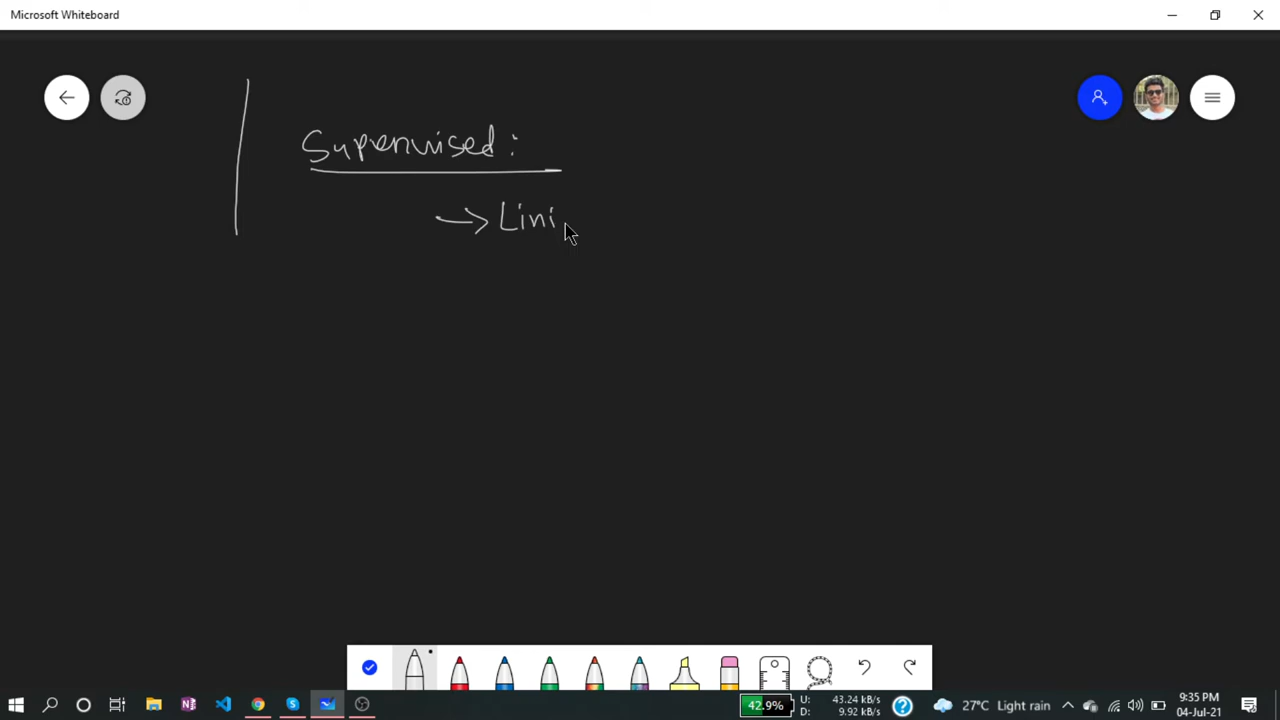 Microsoft Whiteboard
Supervised:
→ Lini
42.9%
U: 43.24 kB/s
D: 9.92 kB/s
27°C Light rain
9:35 PM
04-Jul-21